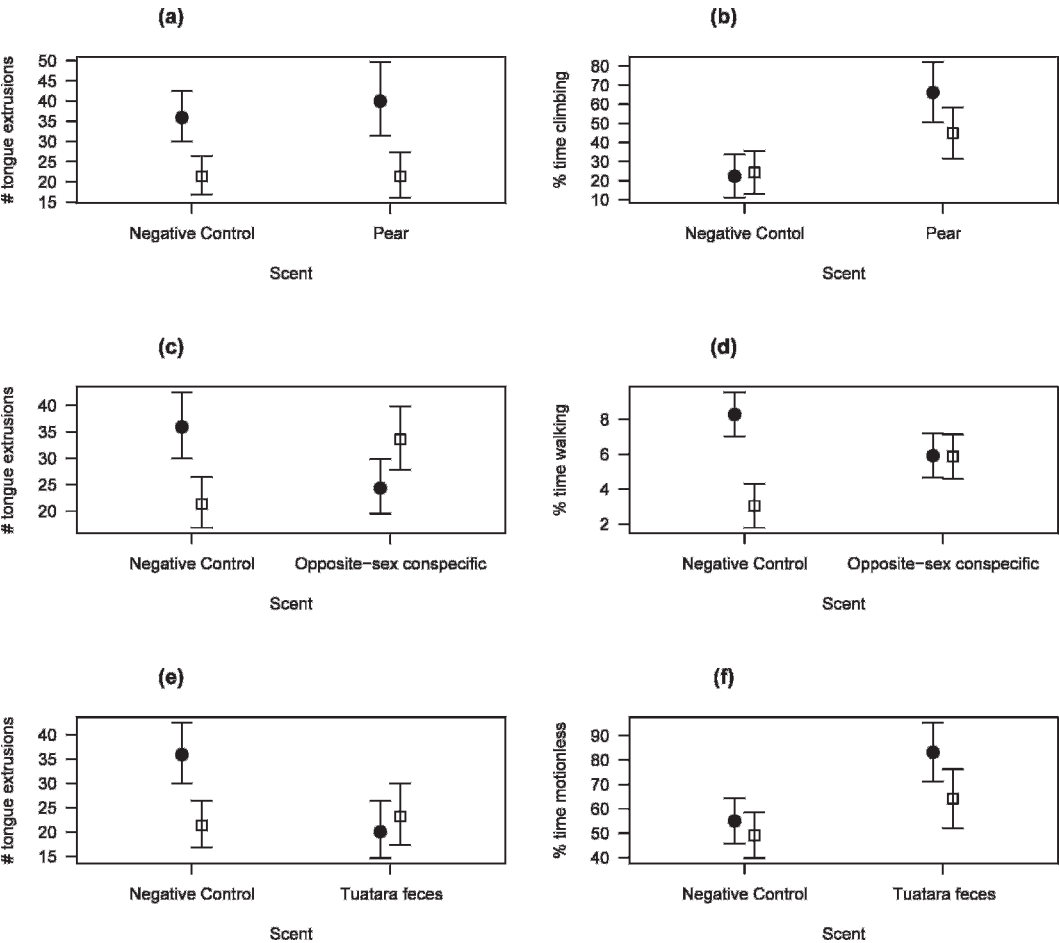 (a)
# tongue extrusions
50
45
40
35
30
25
20
15
Negative Control Pear
Scent
(b)
% time climbing
80
70
60
50
40
30
20
10
Negative Contol Pear
Scent
(c)
# tongue extrusions
40
35
30
25
20
Negative Control Opposite-sex conspecific
Scent
(d)
% time walking
8
6
4
2
Negative Control Opposite-sex conspecific
Scent
(e)
# tongue extrusions
40
35
30
25
20
15
Negative Control Tuatara feces
Scent
(f)
% time motionless
90
80
70
60
50
40
Negative Control Tuatara feces
Scent